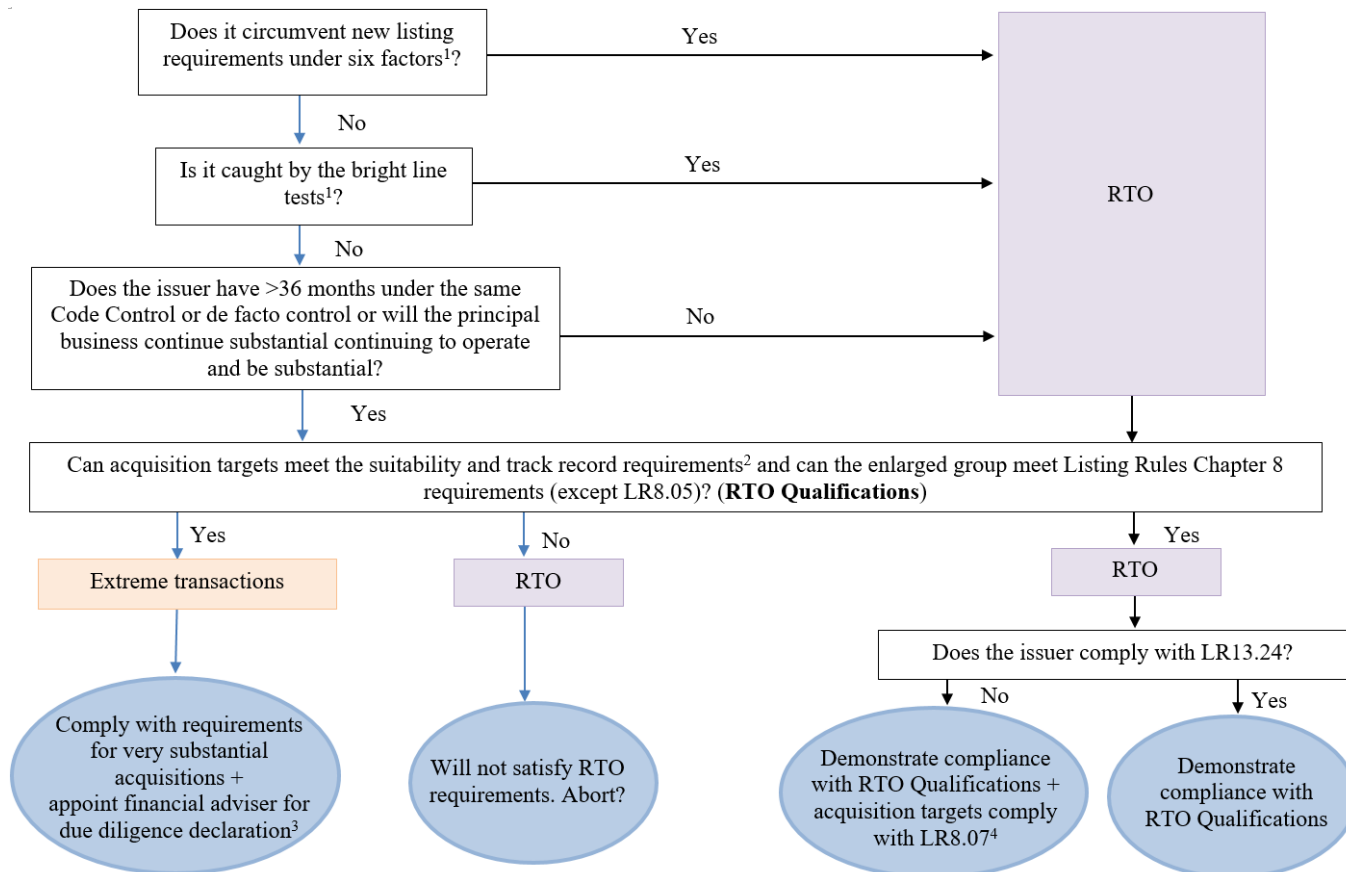 Does it circumvent new listing
requirements under six factors¹?
Yes
No
Is it caught by the bright line
tests¹?
Yes
RTO
No
Does the issuer have >36 months under the same
Code Control or de facto control or will the principal
business continue substantial continuing to operate
and be substantial?
No
Yes
Can acquisition targets meet the suitability and track record requirements² and can the enlarged group meet Listing Rules Chapter 8
requirements (except LR8.05)? (RTO Qualifications)
Yes
No
Yes
Extreme transactions
RTO
RTO
Does the issuer comply with LR13.24?
No
Yes
Comply with requirements
for very substantial
acquisitions +
appoint financial adviser for
due diligence declaration³
Will not satisfy RTO
requirements. Abort?
Demonstrate compliance
with RTO Qualifications +
acquisition targets comply
with LR8.07⁴
Demonstrate
compliance with
RTO Qualifications